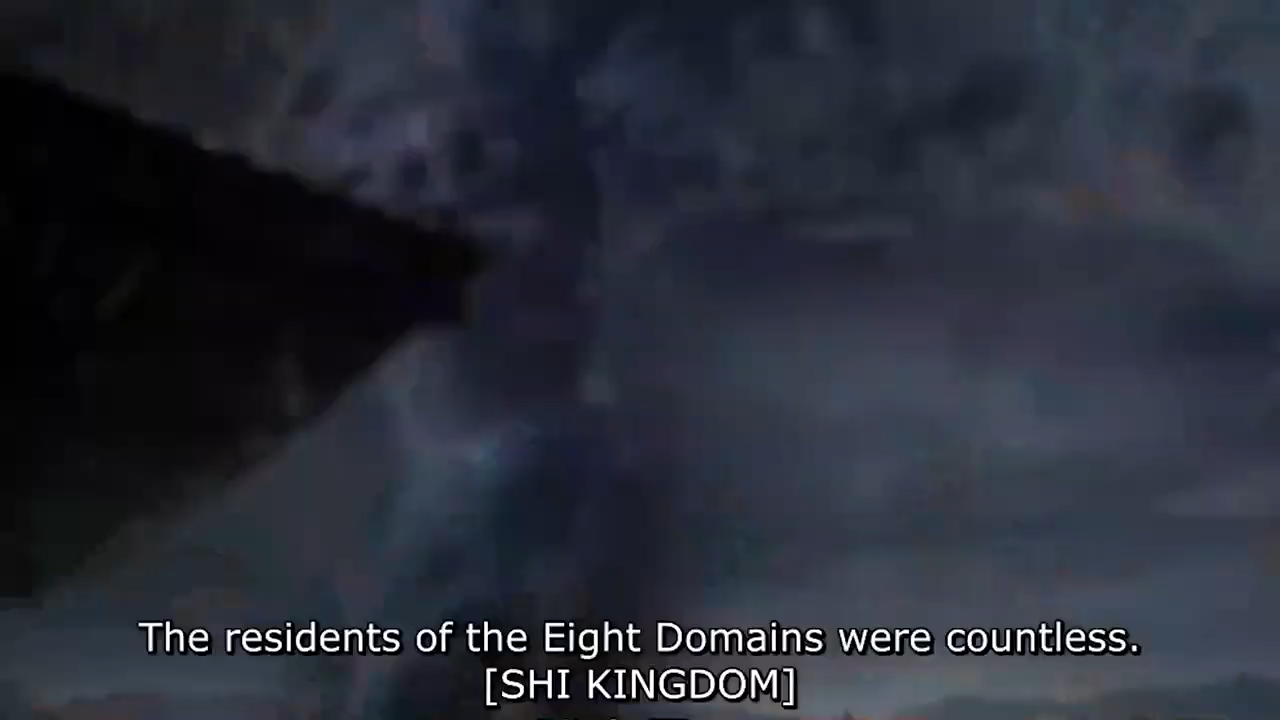 The residents of the Eight Domains were countless.
[SHI KINGDOM]